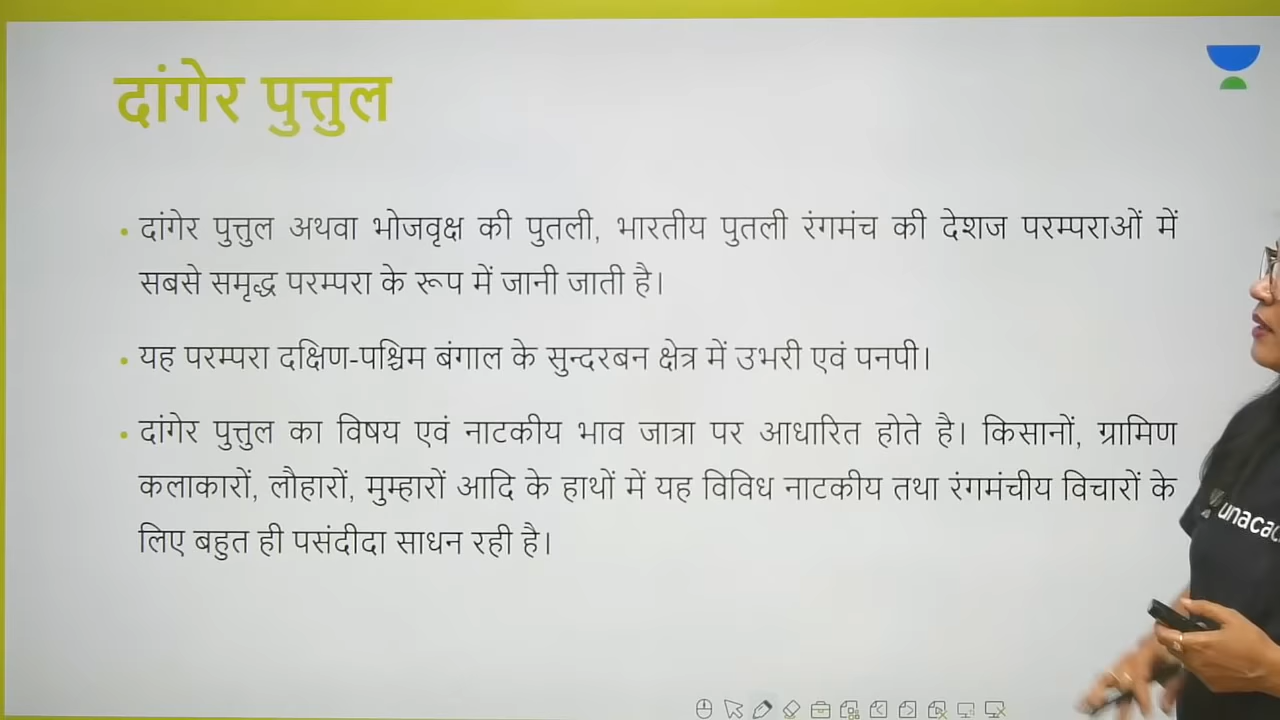 दांगेर पुत्तुल
• दांगेर पुत्तुल अथवा भोजवृक्ष की पुतली, भारतीय पुतली रंगमंच की देशज परम्पराओं में
सबसे समृद्ध परम्परा के रूप में जानी जाती है।
• यह परम्परा दक्षिण-पश्चिम बंगाल के सुन्दरबन क्षेत्र में उभरी एवं पनपी।
• दांगेर पुत्तुल का विषय एवं नाटकीय भाव जात्रा पर आधारित होते है। किसानों, ग्रामिण
कलाकारों, लौहारों, मुम्हारों आदि के हाथों में यह विविध नाटकीय तथा रंगमंचीय विचारों के
लिए बहुत ही पसंदीदा साधन रही है।
unacac